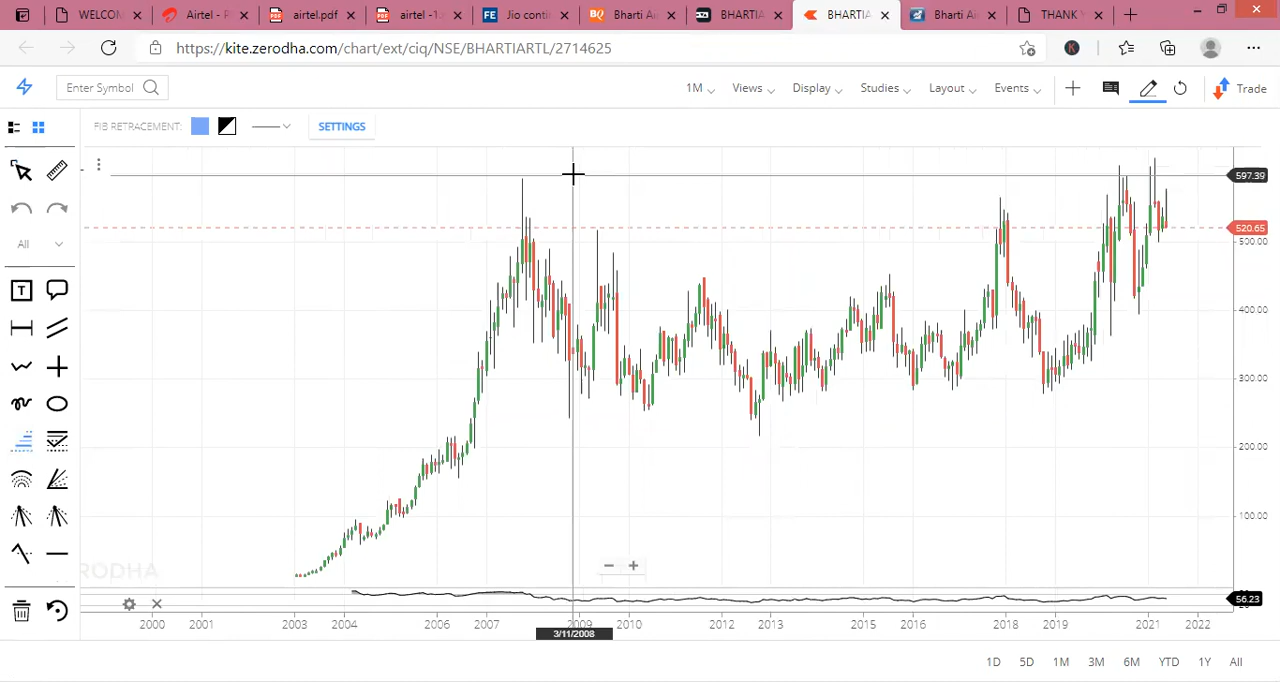 WELCOM
Airtel - R
airtel.pdf
airtel -1.
Jio conti
Bharti Ai
BHARTIA
BHARTIA
Bharti Ai
THANK Y
https://kite.zerodha.com/chart/ext/ciq/NSE/BHARTIARTL/2714625
Enter Symbol
1M Views Display Studies Layout Events Trade
FIB RETRACEMENT: SETTINGS
All
T
597.39
520.65
500.00
400.00
300.00
200.00
100.00
RODHA
56.23
2000 2001 2003 2004 2006 2007 2009 2010 2012 2013 2015 2016 2018 2019 2021 2022
3/11/2008
1D 5D 1M 3M 6M YTD 1Y All